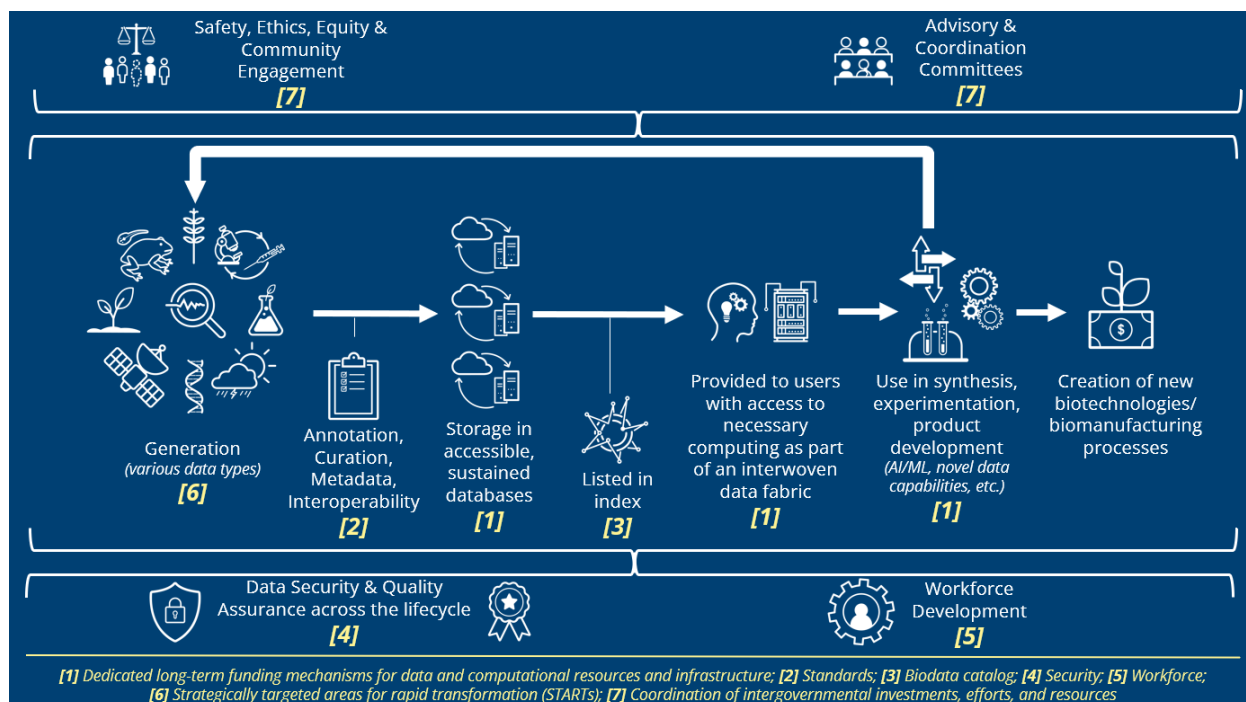 Safety, Ethics, Equity &
Community
Engagement
[7]
Advisory &
Coordination
Committees
[7]
Generation
(various data types)
[6]
Annotation,
Curation,
Metadata,
Interoperability
[2]
Storage in
accessible,
sustained
databases
[1]
Listed in
index
[3]
Provided to users
with access to
necessary
computing as part
of an interwoven
data fabric
[1]
Use in synthesis,
experimentation,
product
development
(AI/ML, novel data
capabilities, etc.)
[1]
$
Creation of new
biotechnologies/
biomanufacturing
processes
Data Security & Quality
Assurance across the lifecycle
[4]
Workforce
Development
[5]
[1] Dedicated long-term funding mechanisms for data and computational resources and infrastructure; [2] Standards; [3] Biodata catalog; [4] Security; [5] Workforce;
[6] Strategically targeted areas for rapid transformation (STARTs); [7] Coordination of intergovernmental investments, efforts, and resources